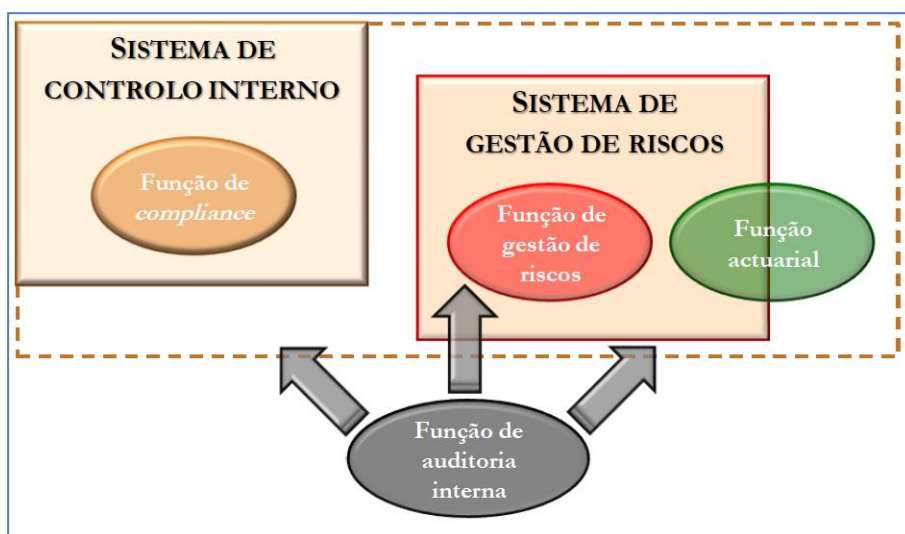 SISTEMA DE
CONTROLO INTERNO
Função de
compliance
SISTEMA DE
GESTÃO DE RISCOS
Função de
gestão de
riscos
Função
actuarial
Função de
auditoria
interna